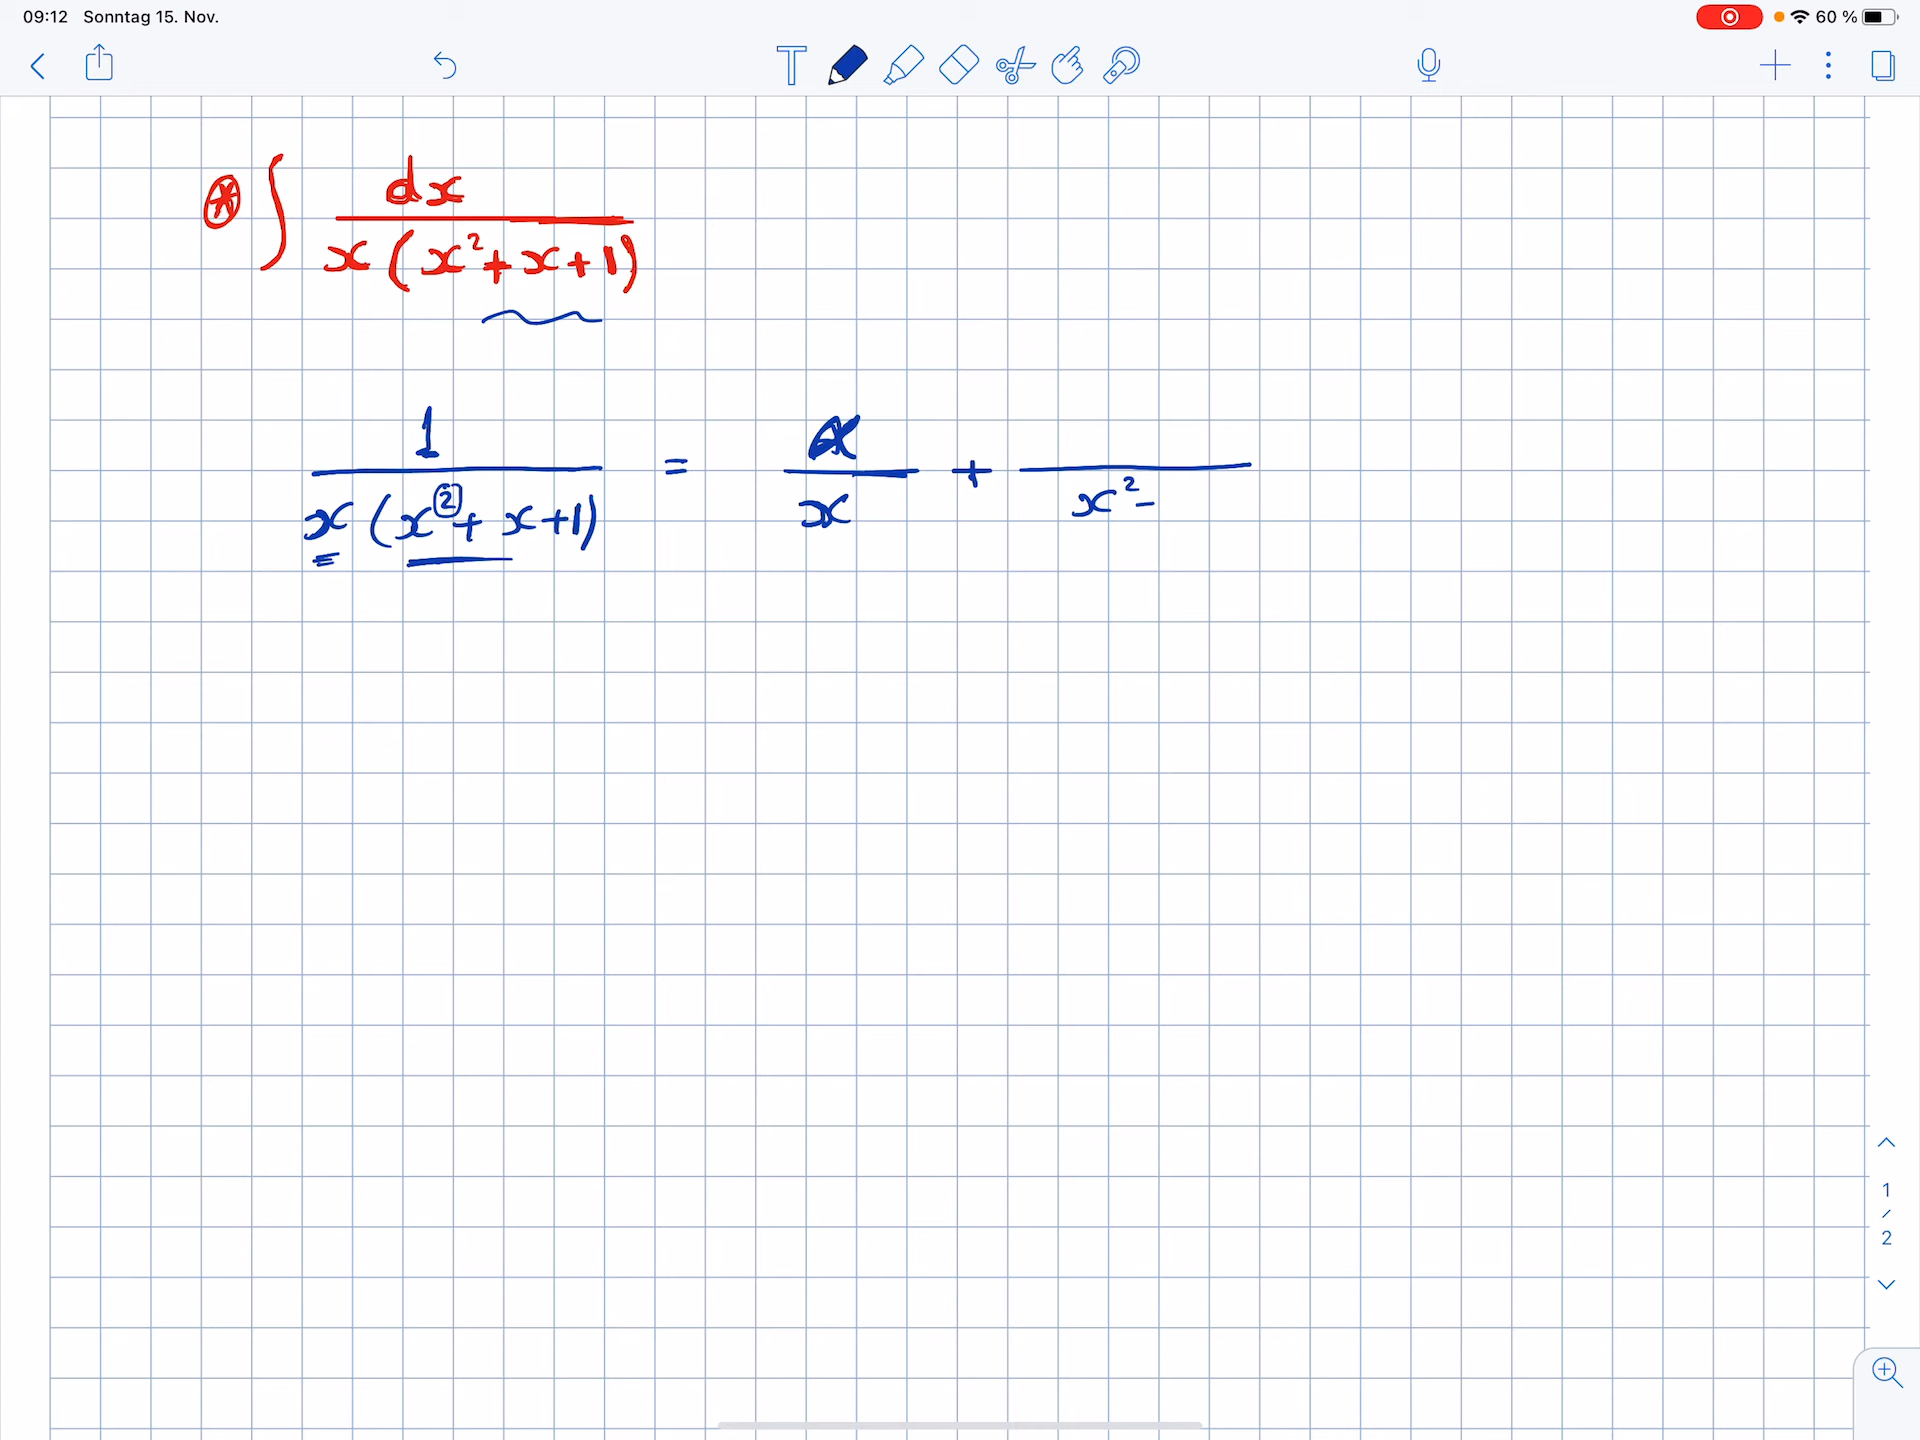 09:12 Sonntag 15. Nov. 60 %
T
⊛ ∫ dx / x(x²+x+1)
1 / x(x²+x+1) = α / x + / x² -
1 / 2